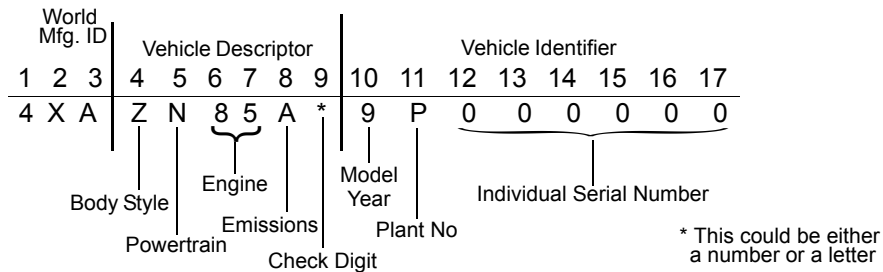 World
Mfg. ID
Vehicle Descriptor
Vehicle Identifier
1 2 3 4 5 6 7 8 9 10 11 12 13 14 15 16 17
4 X A Z N 8 5 A * 9 P 0 0 0 0 0 0
Body Style
Powertrain
Engine
Emissions
Check Digit
Model
Year
Plant No
Individual Serial Number
* This could be either
a number or a letter